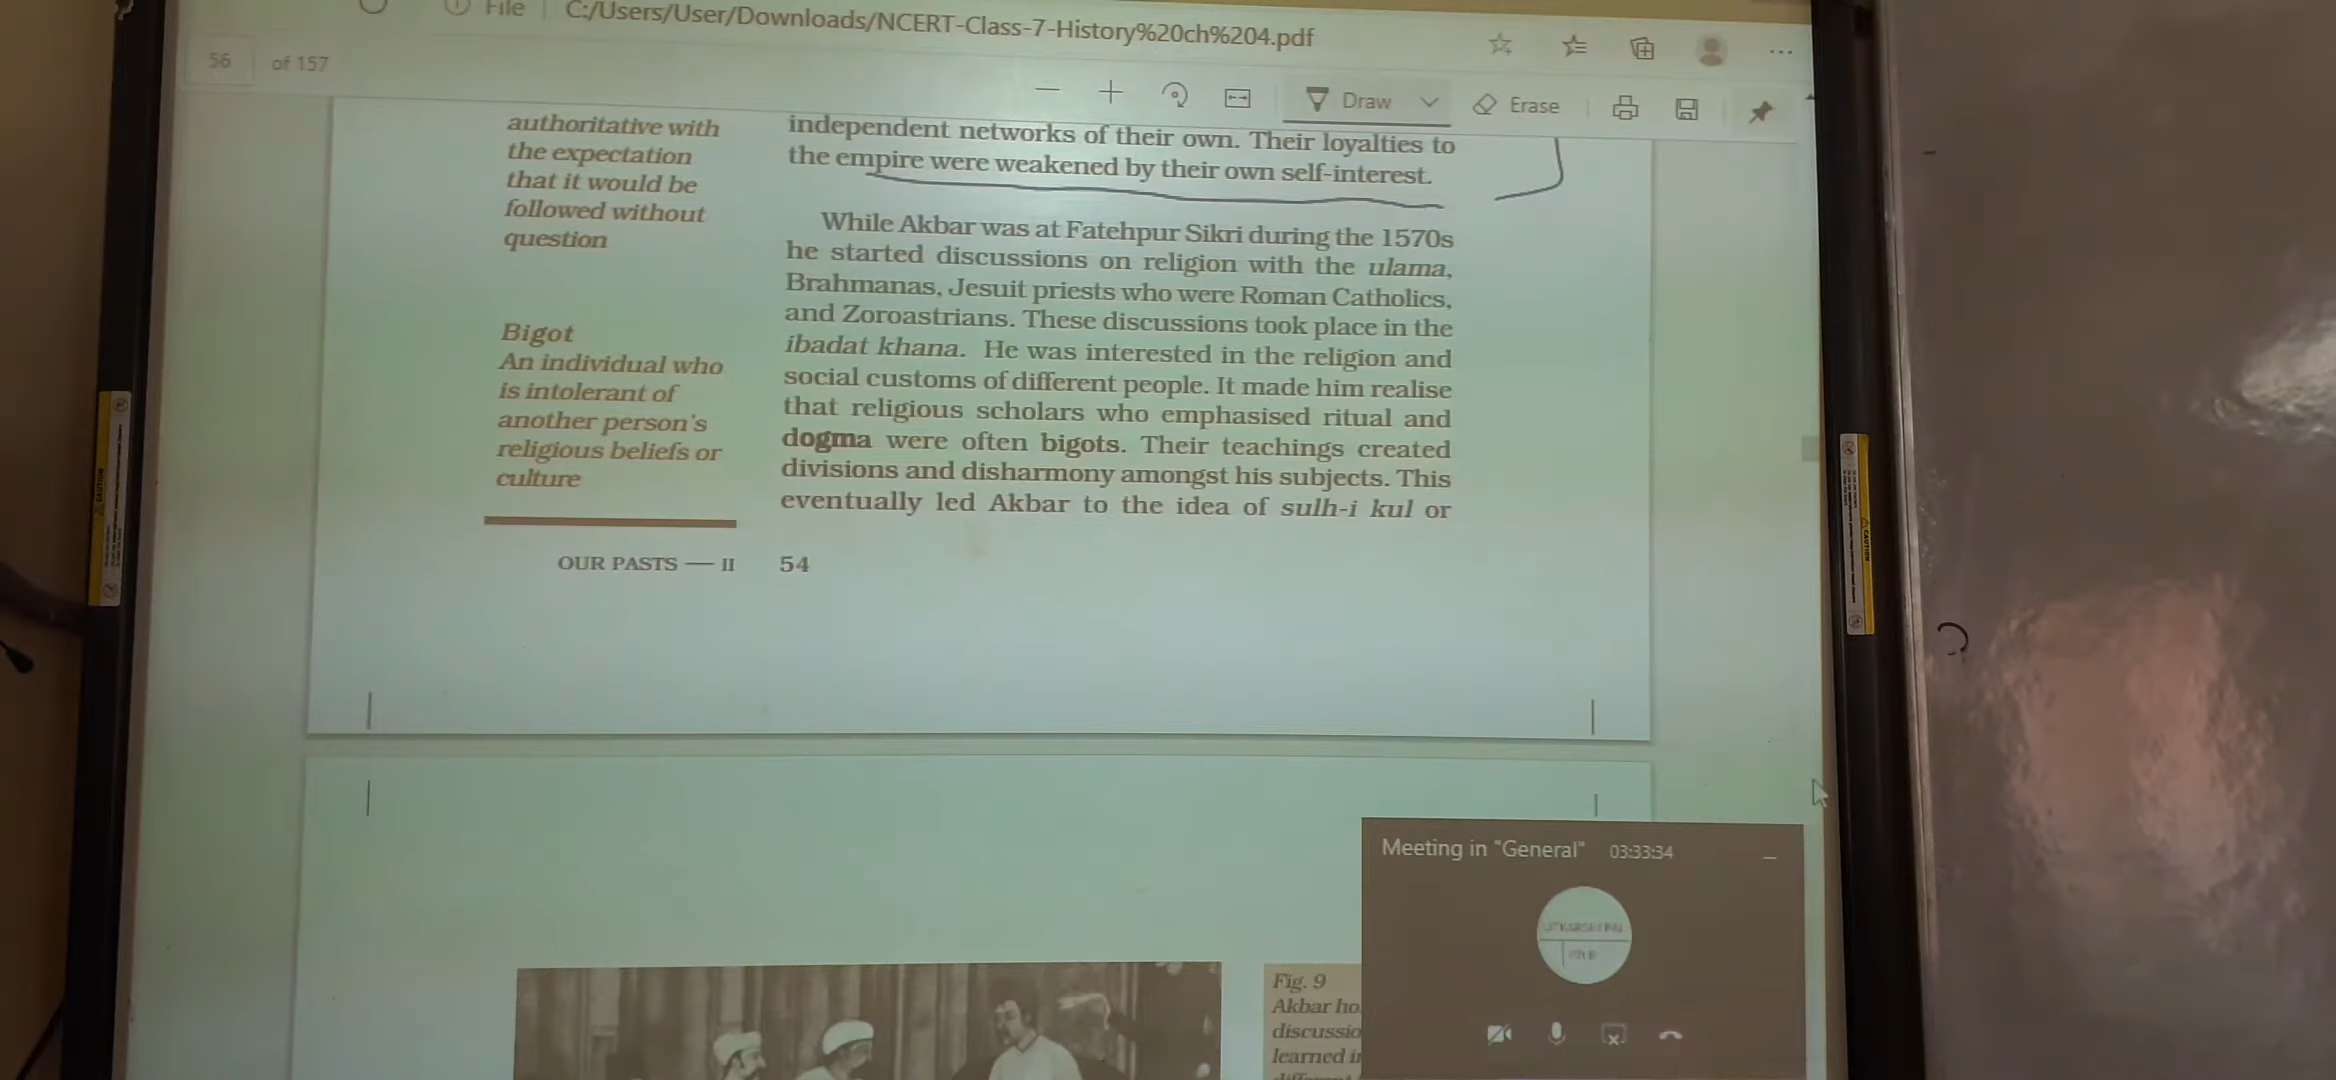 File
C:/Users/User/Downloads/NCERT-Class-7-History%20ch%204.pdf
56 of 157
Draw
Erase
authoritative with
the expectation
that it would be
followed without
question
Bigot
An individual who
is intolerant of
another person's
religious beliefs or
culture
independent networks of their own. Their loyalties to
the empire were weakened by their own self-interest.
While Akbar was at Fatehpur Sikri during the 1570s
he started discussions on religion with the ulama,
Brahmanas, Jesuit priests who were Roman Catholics,
and Zoroastrians. These discussions took place in the
ibadat khana. He was interested in the religion and
social customs of different people. It made him realise
that religious scholars who emphasised ritual and
dogma were often bigots. Their teachings created
divisions and disharmony amongst his subjects. This
eventually led Akbar to the idea of sulh-i kul or
OUR PASTS — II 54
Meeting in "General" 03:33:34
Fig. 9
Akbar ho
discussio
learned i
CAUTION
CAUTION